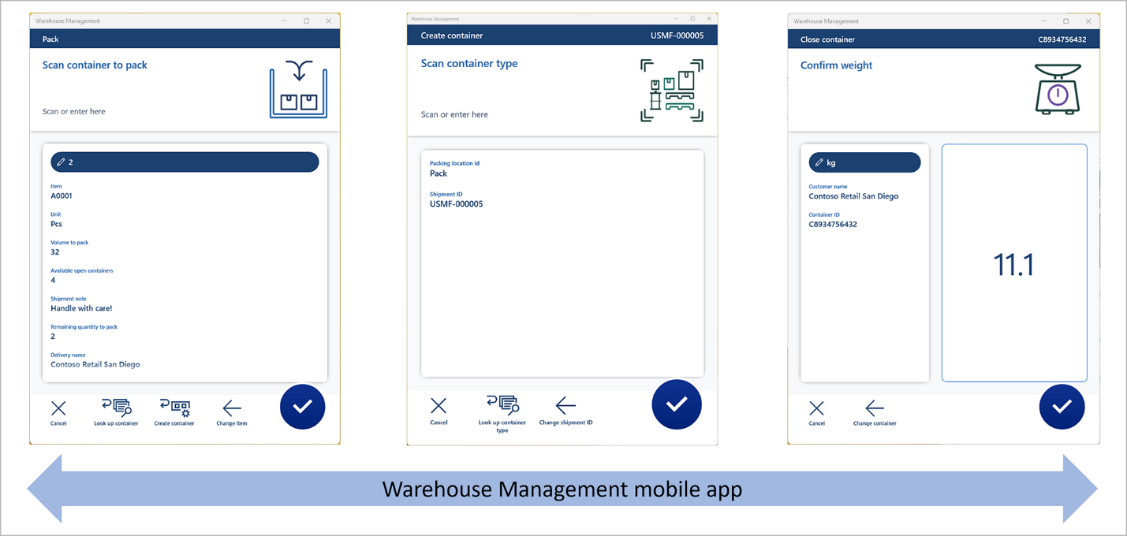 Warehouse Management
Pack
Scan container to pack
Scan or enter here
2
Item
A0001
Unit
Pcs
Volume to pack
32
Available open containers
4
Shipment note
Handle with care!
Remaining quantity to pack
2
Delivery name
Contoso Retail San Diego
Cancel
Look up container
Create container
Change item
Warehouse Management
Create container USMF-000005
Scan container type
Scan or enter here
Packing location Id
Pack
Shipment ID
USMF-000005
Cancel
Look up container
type
Change shipment ID
Warehouse Management
Close container C8934756432
Confirm weight
kg
Customer name
Contoso Retail San Diego
Container ID
C8934756432
11.1
Cancel
Change container
Warehouse Management mobile app